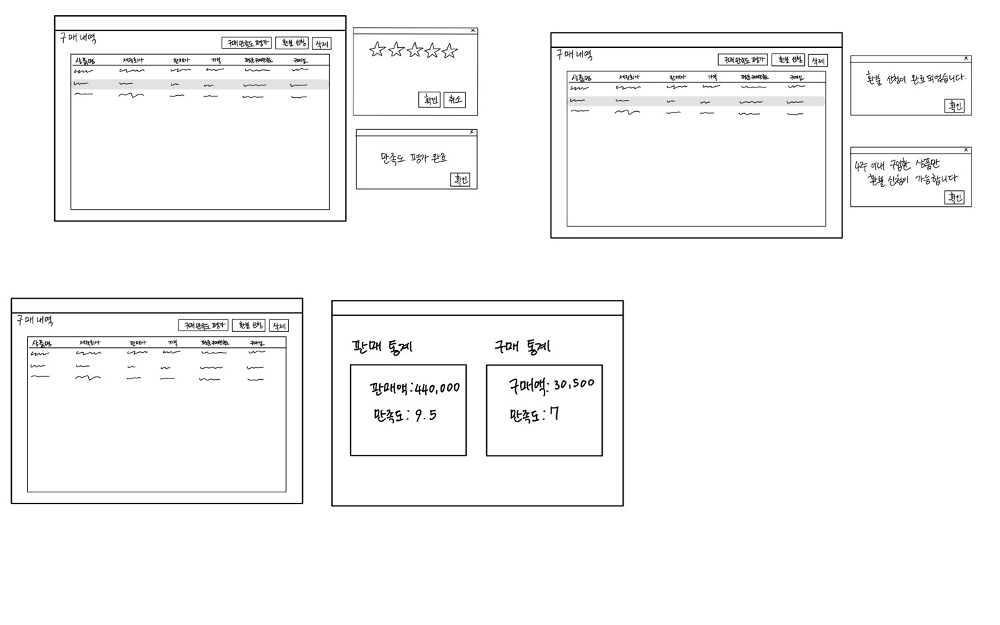 구매 내역
구매 만족도 평가 환불 신청 삭제
상품명 제작회사 판매자 가격 평균 구매만족도 구매일
x
확인 취소
x
만족도 평가 완료
확인
구매 내역
구매 만족도 평가 환불 신청 삭제
상품명 제작회사 판매자 가격 평균 구매만족도 구매일
x
환불 신청이 완료되었습니다.
확인
x
4주 이내 구입한 상품만
환불 신청이 가능합니다
확인
구매 내역
구매 만족도 평가 환불 신청 삭제
상품명 제작회사 판매자 가격 평균 구매만족도 구매일
판매 통계
판매액:440,000
만족도: 9.5
구매 통계
구매액: 30,500
만족도: 7